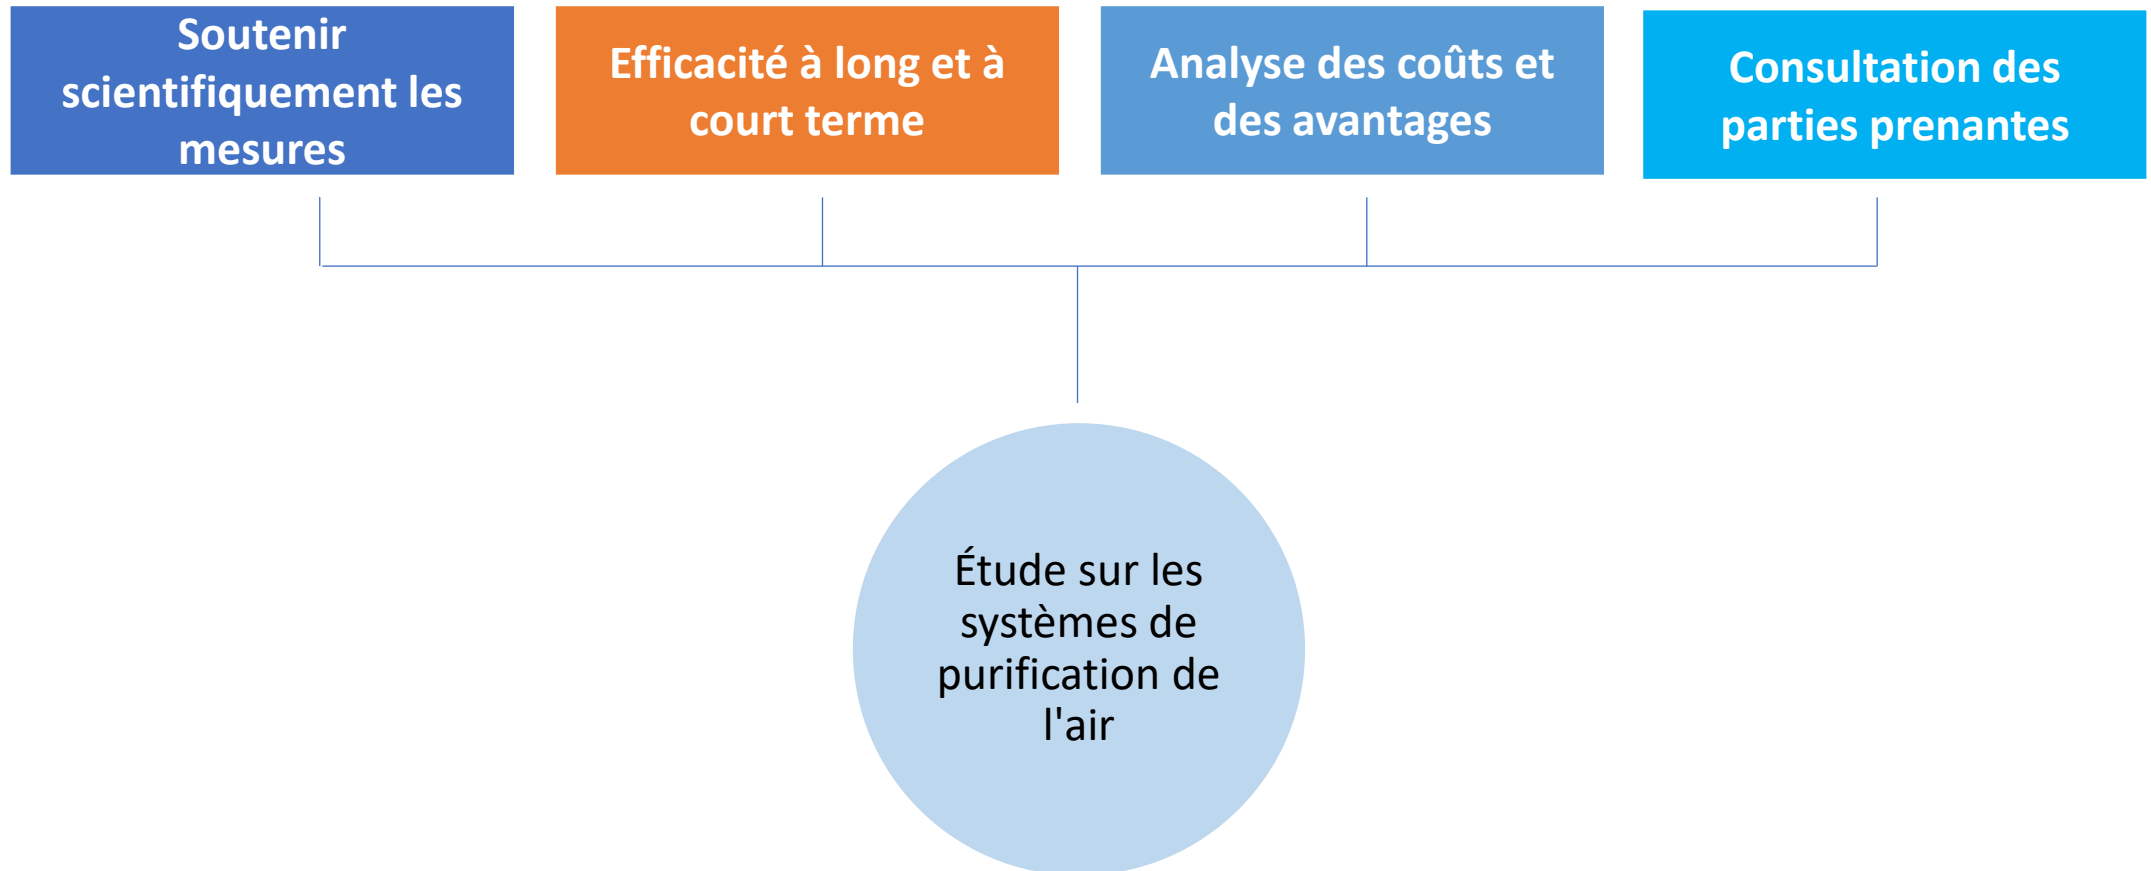 Soutenir
scientifiquement les
mesures
Efficacité à long et à
court terme
Analyse des coûts et
des avantages
Consultation des
parties prenantes
Étude sur les
systèmes de
purification de
l'air